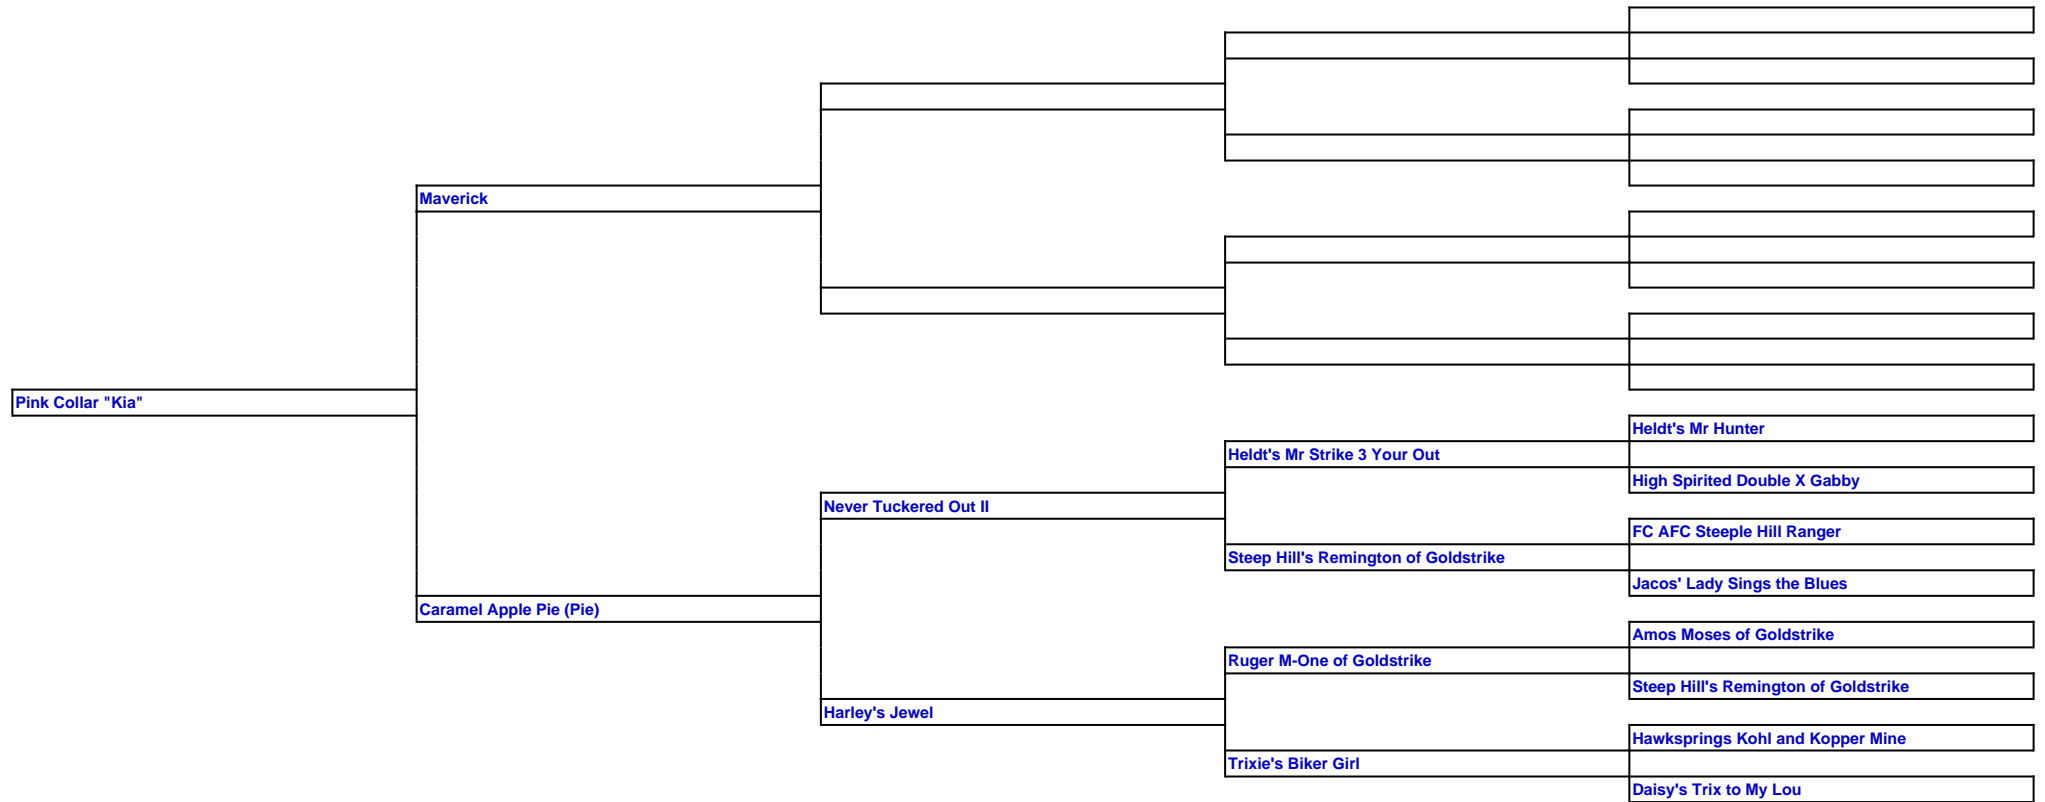 Maverick
Pink Collar "Kia"
Heldt's Mr Hunter
Heldt's Mr Strike 3 Your Out
High Spirited Double X Gabby
Never Tuckered Out II
FC AFC Steeple Hill Ranger
Steep Hill's Remington of Goldstrike
Jacos' Lady Sings the Blues
Caramel Apple Pie (Pie)
Amos Moses of Goldstrike
Ruger M-One of Goldstrike
Steep Hill's Remington of Goldstrike
Harley's Jewel
Hawksprings Kohl and Kopper Mine
Trixie's Biker Girl
Daisy's Trix to My Lou